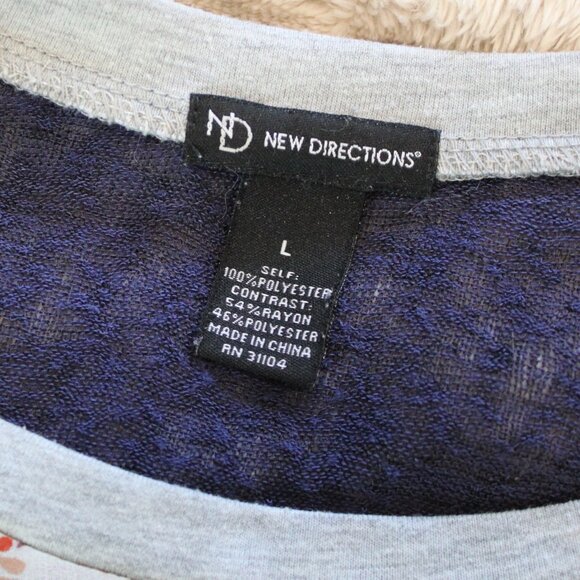 ND NEW DIRECTIONS®
L
SELF:
100%POLYESTER
CONTRAST:
54%RAYON
46%POLYESTER
MADE IN CHINA
RN 31104